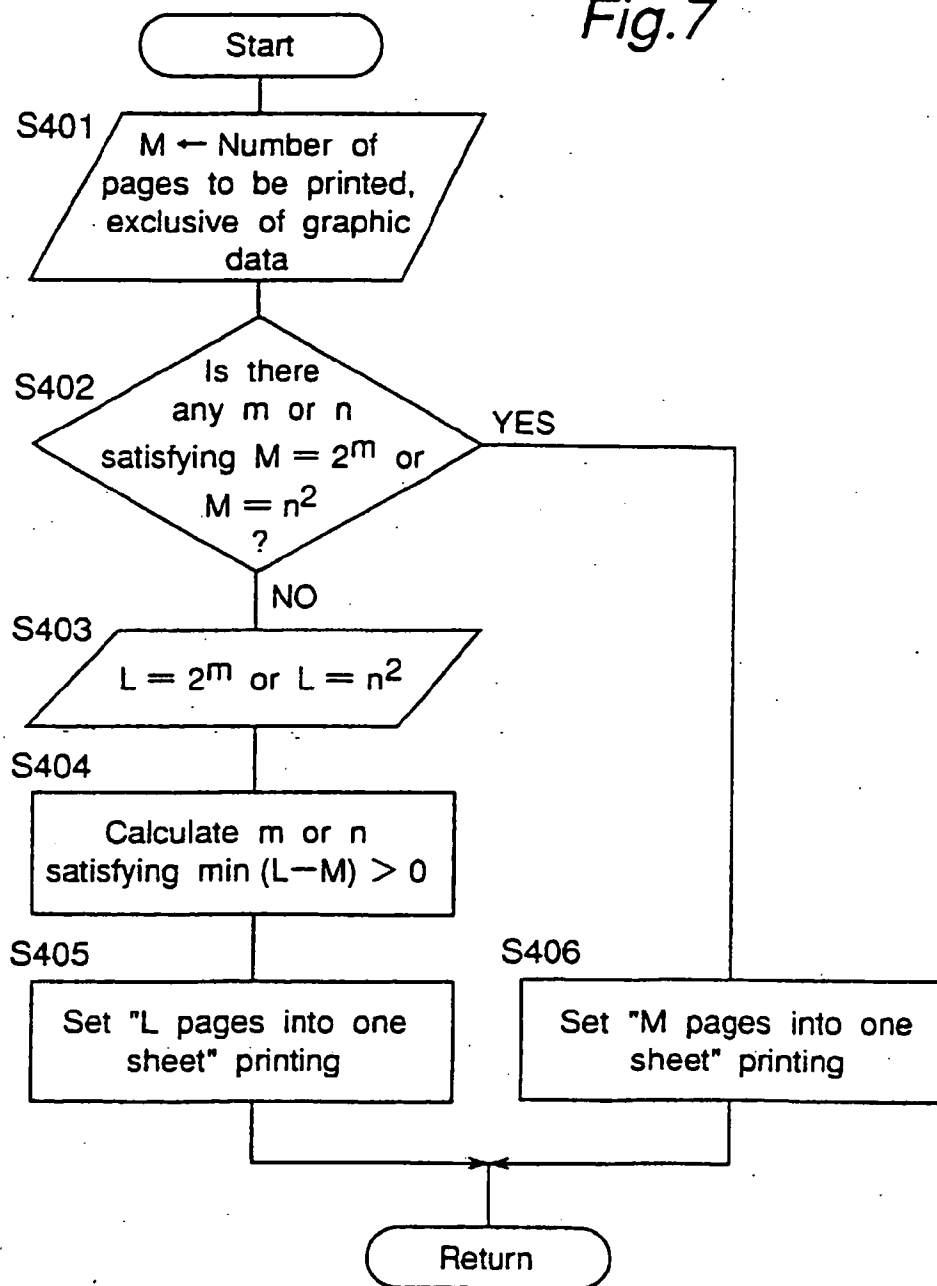 Fig.7
Start
S401
M ← Number of
pages to be printed,
exclusive of graphic
data
S402
Is there
any m or n
satisfying M = 2^m or
M = n^2
?
YES
NO
S403
L = 2^m or L = n^2
S404
Calculate m or n
satisfying min (L−M) > 0
S405
Set "L pages into one
sheet" printing
S406
Set "M pages into one
sheet" printing
Return